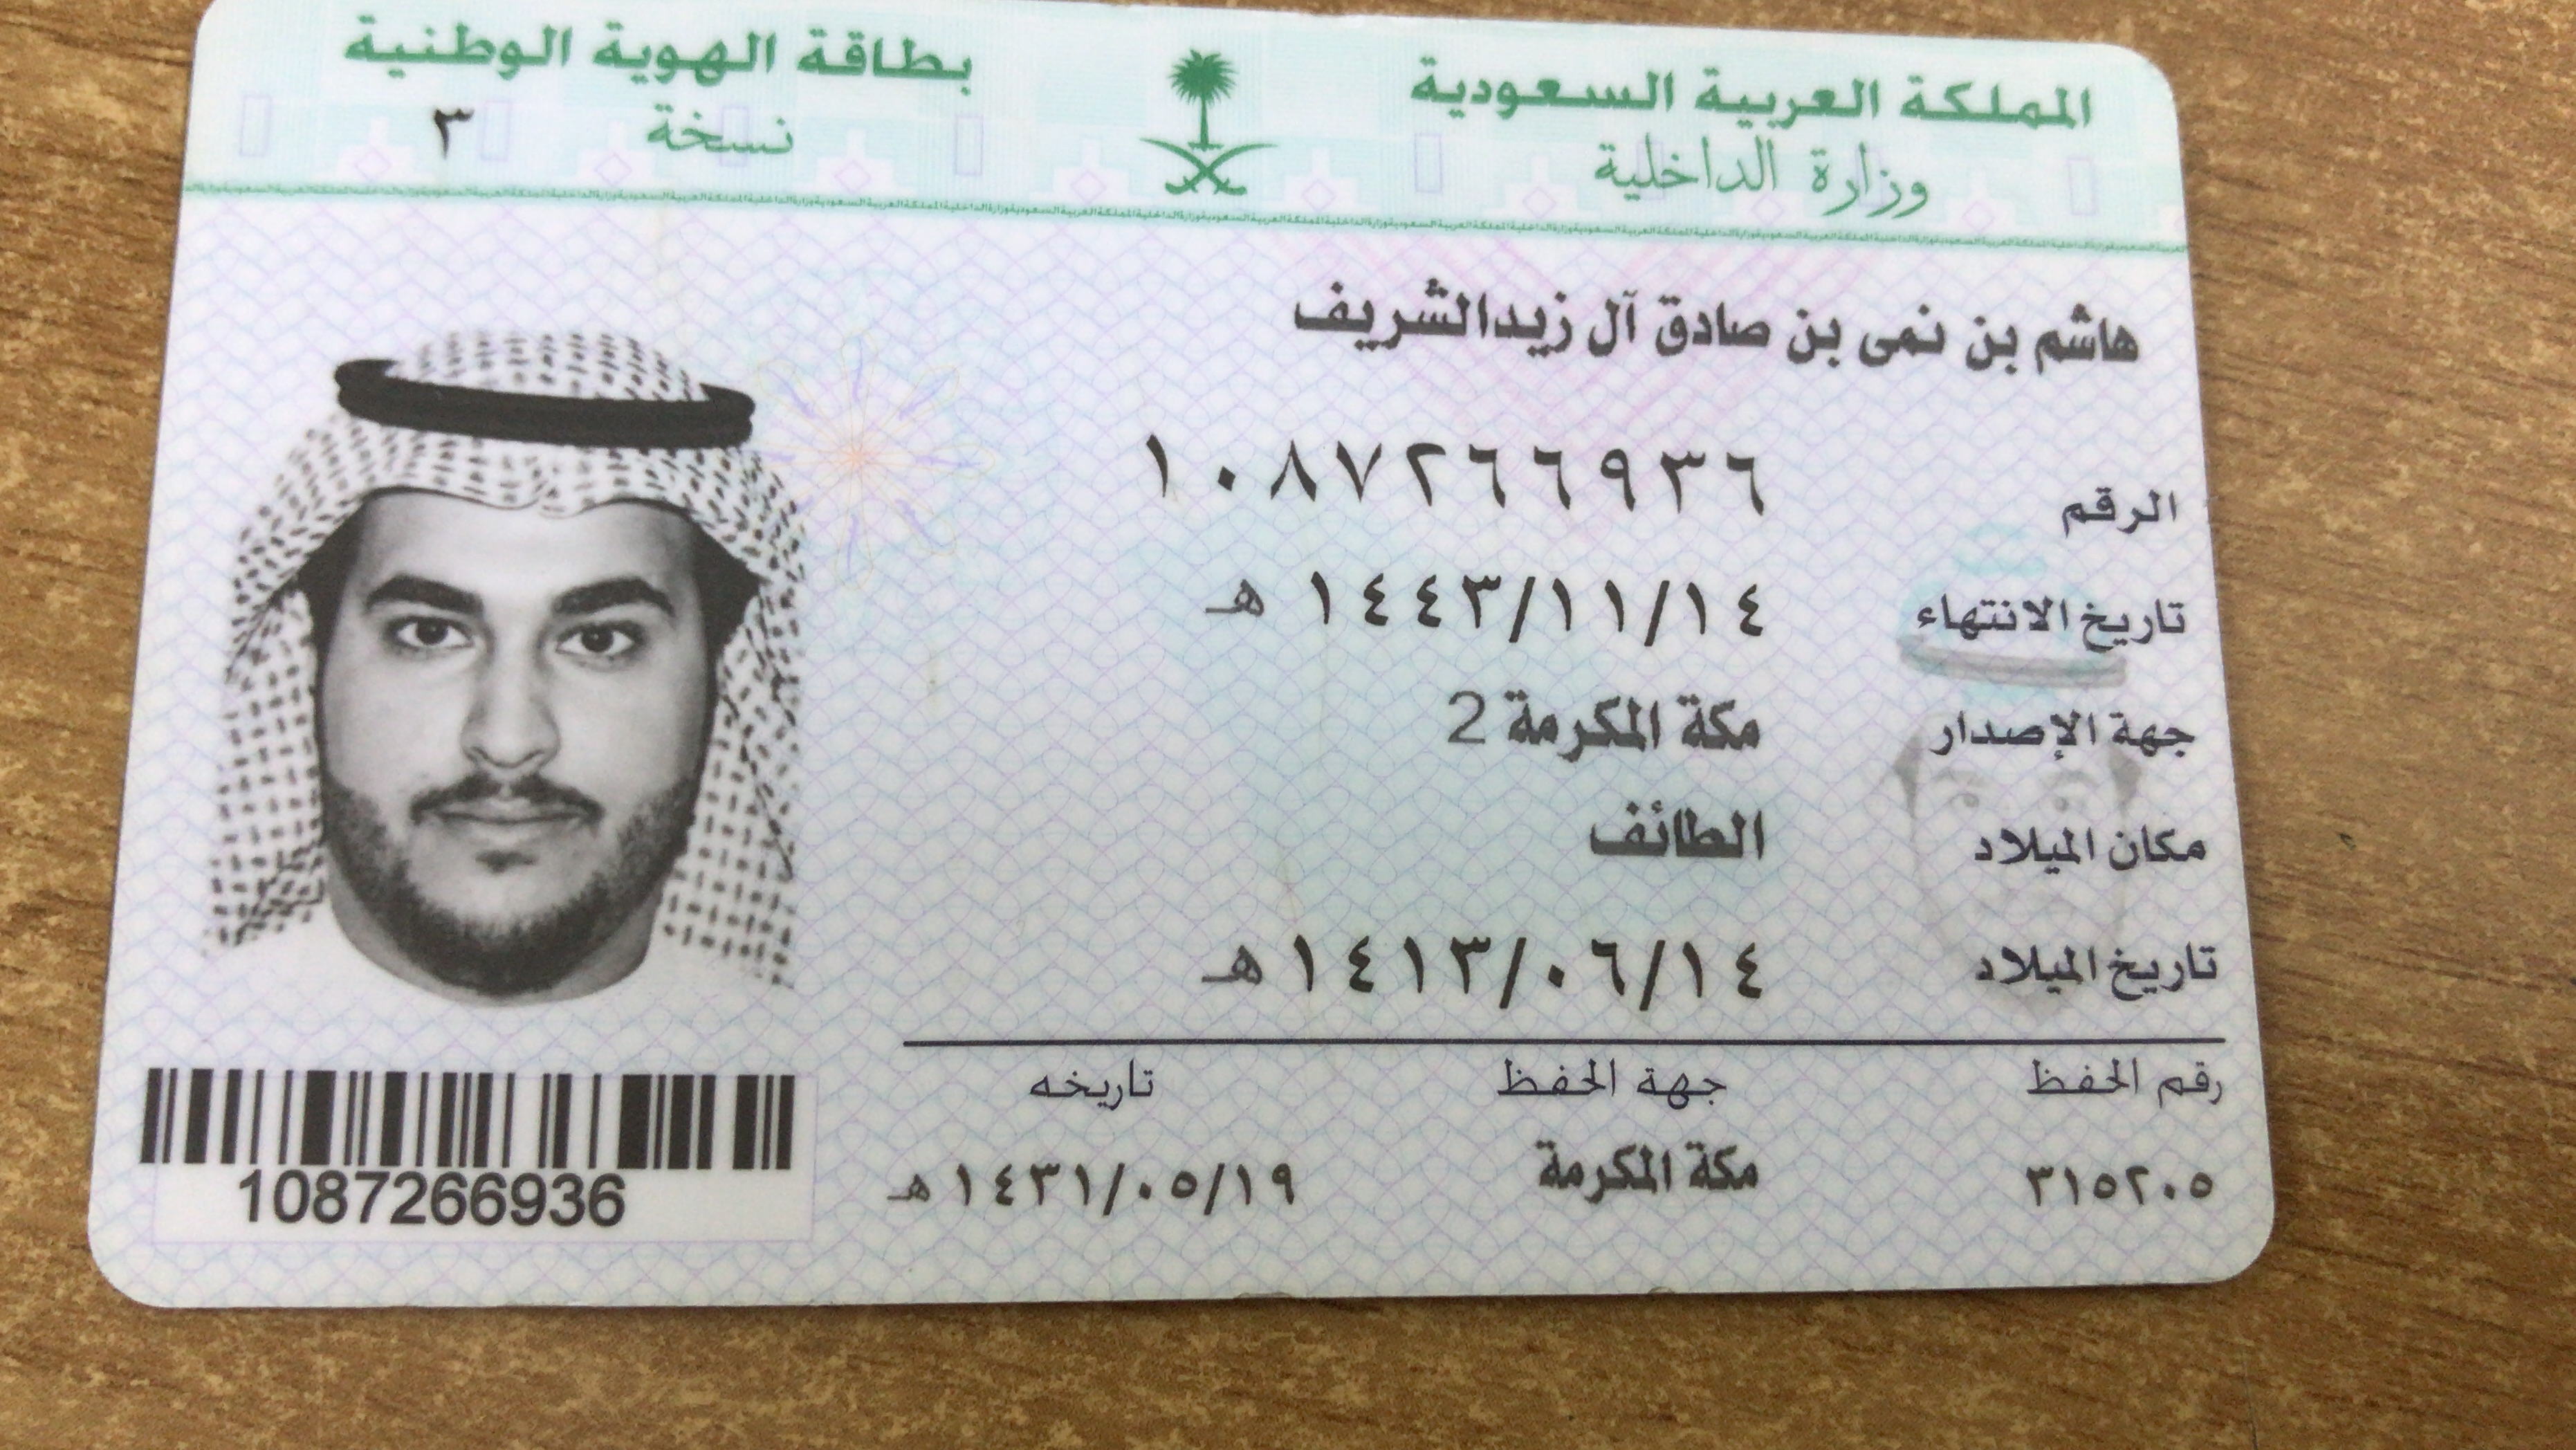 المملكة العربية السعودية
وزارة الداخلية
بطاقة الهوية الوطنية
نسخة ٣
هاشم بن نمى بن صادق آل زيدالشريف
الرقم ١٠٨٧٢٦٦٩٣٦
تاريخ الانتهاء ١٤٤٣/١١/١٤ هـ
جهة الإصدار مكة المكرمة 2
مكان الميلاد الطائف
تاريخ الميلاد ١٤١٣/٠٦/١٤ هـ
رقم الحفظ جهة الحفظ تاريخه
٣١٥٢٠٥ مكة المكرمة ١٤٣١/٠٥/١٩ هـ
1087266936